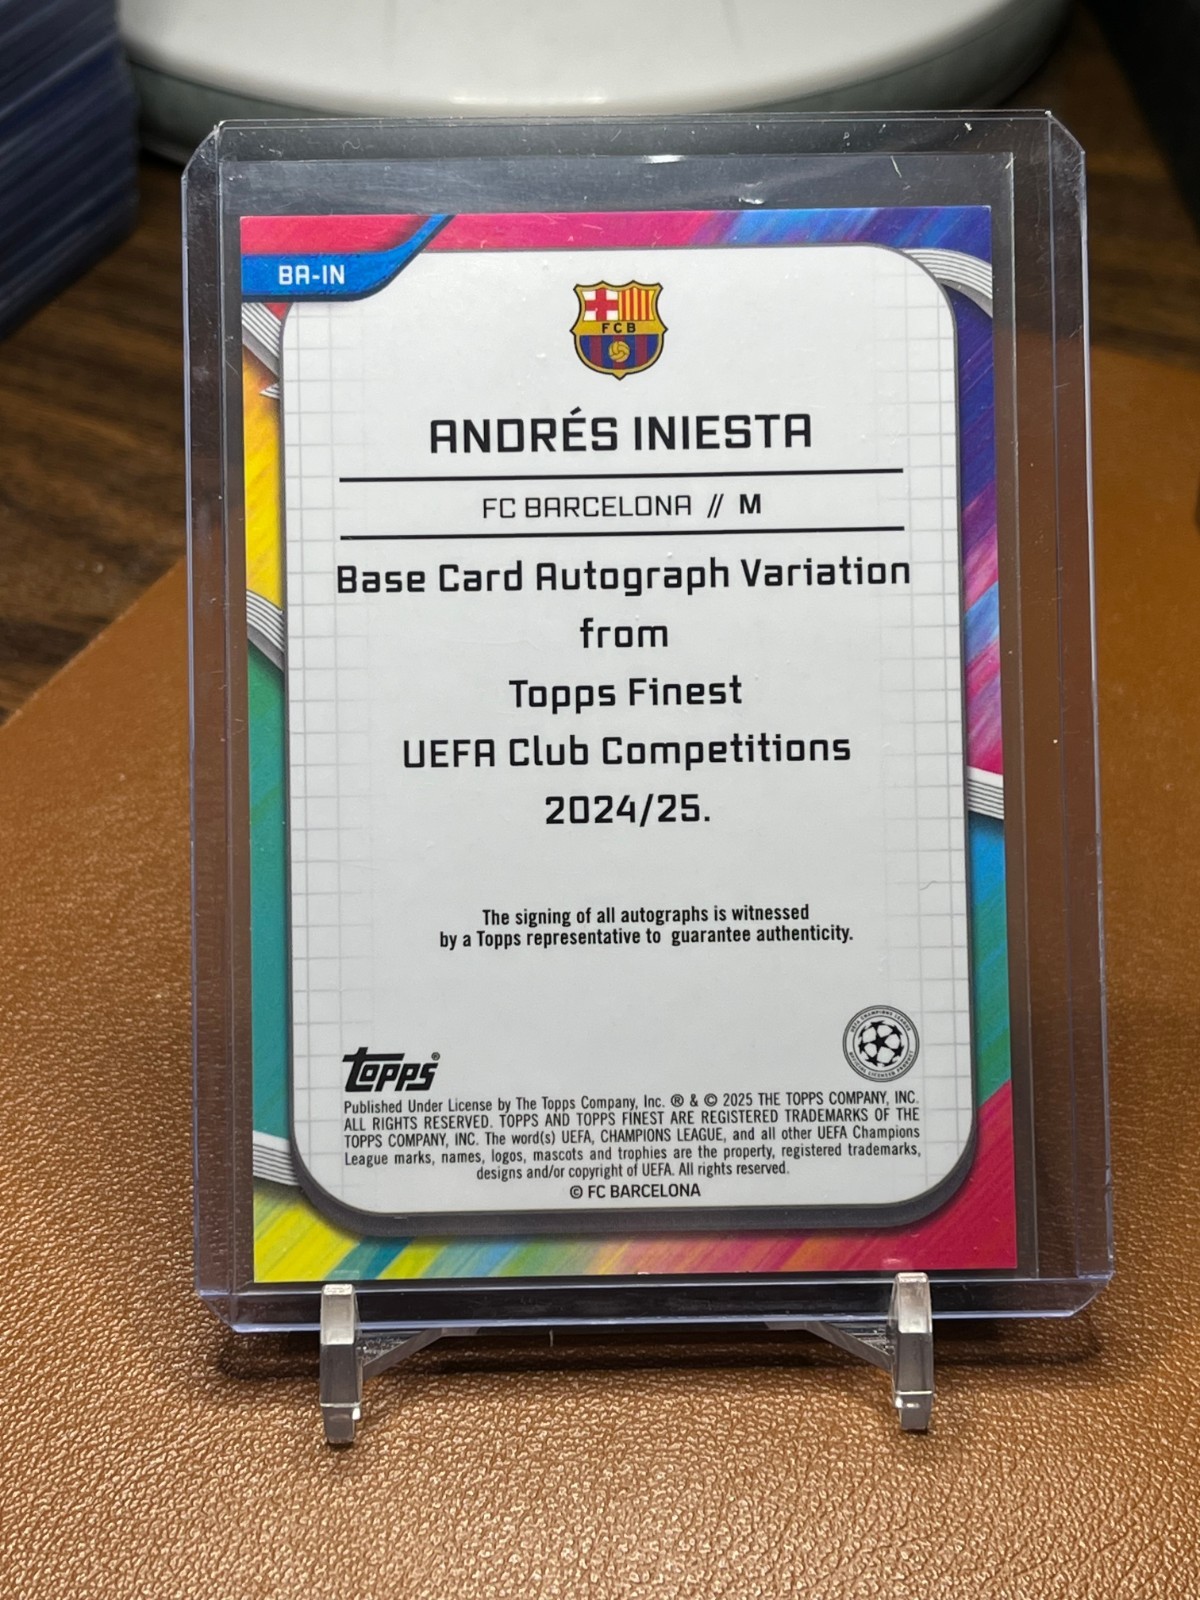 BA-IN
FCB
ANDRÉS INIESTA
FC BARCELONA // M
Base Card Autograph Variation
from
Topps Finest
UEFA Club Competitions
2024/25.
The signing of all autographs is witnessed
by a Topps representative to guarantee authenticity.
topps®
Published Under License by The Topps Company, Inc. ® & © 2025 THE TOPPS COMPANY, INC.
ALL RIGHTS RESERVED. TOPPS AND TOPPS FINEST ARE REGISTERED TRADEMARKS OF THE
TOPPS COMPANY, INC. The word(s) UEFA, CHAMPIONS LEAGUE, and all other UEFA Champions
League marks, names, logos, mascots and trophies are the property, registered trademarks,
designs and/or copyright of UEFA. All rights reserved.
© FC BARCELONA